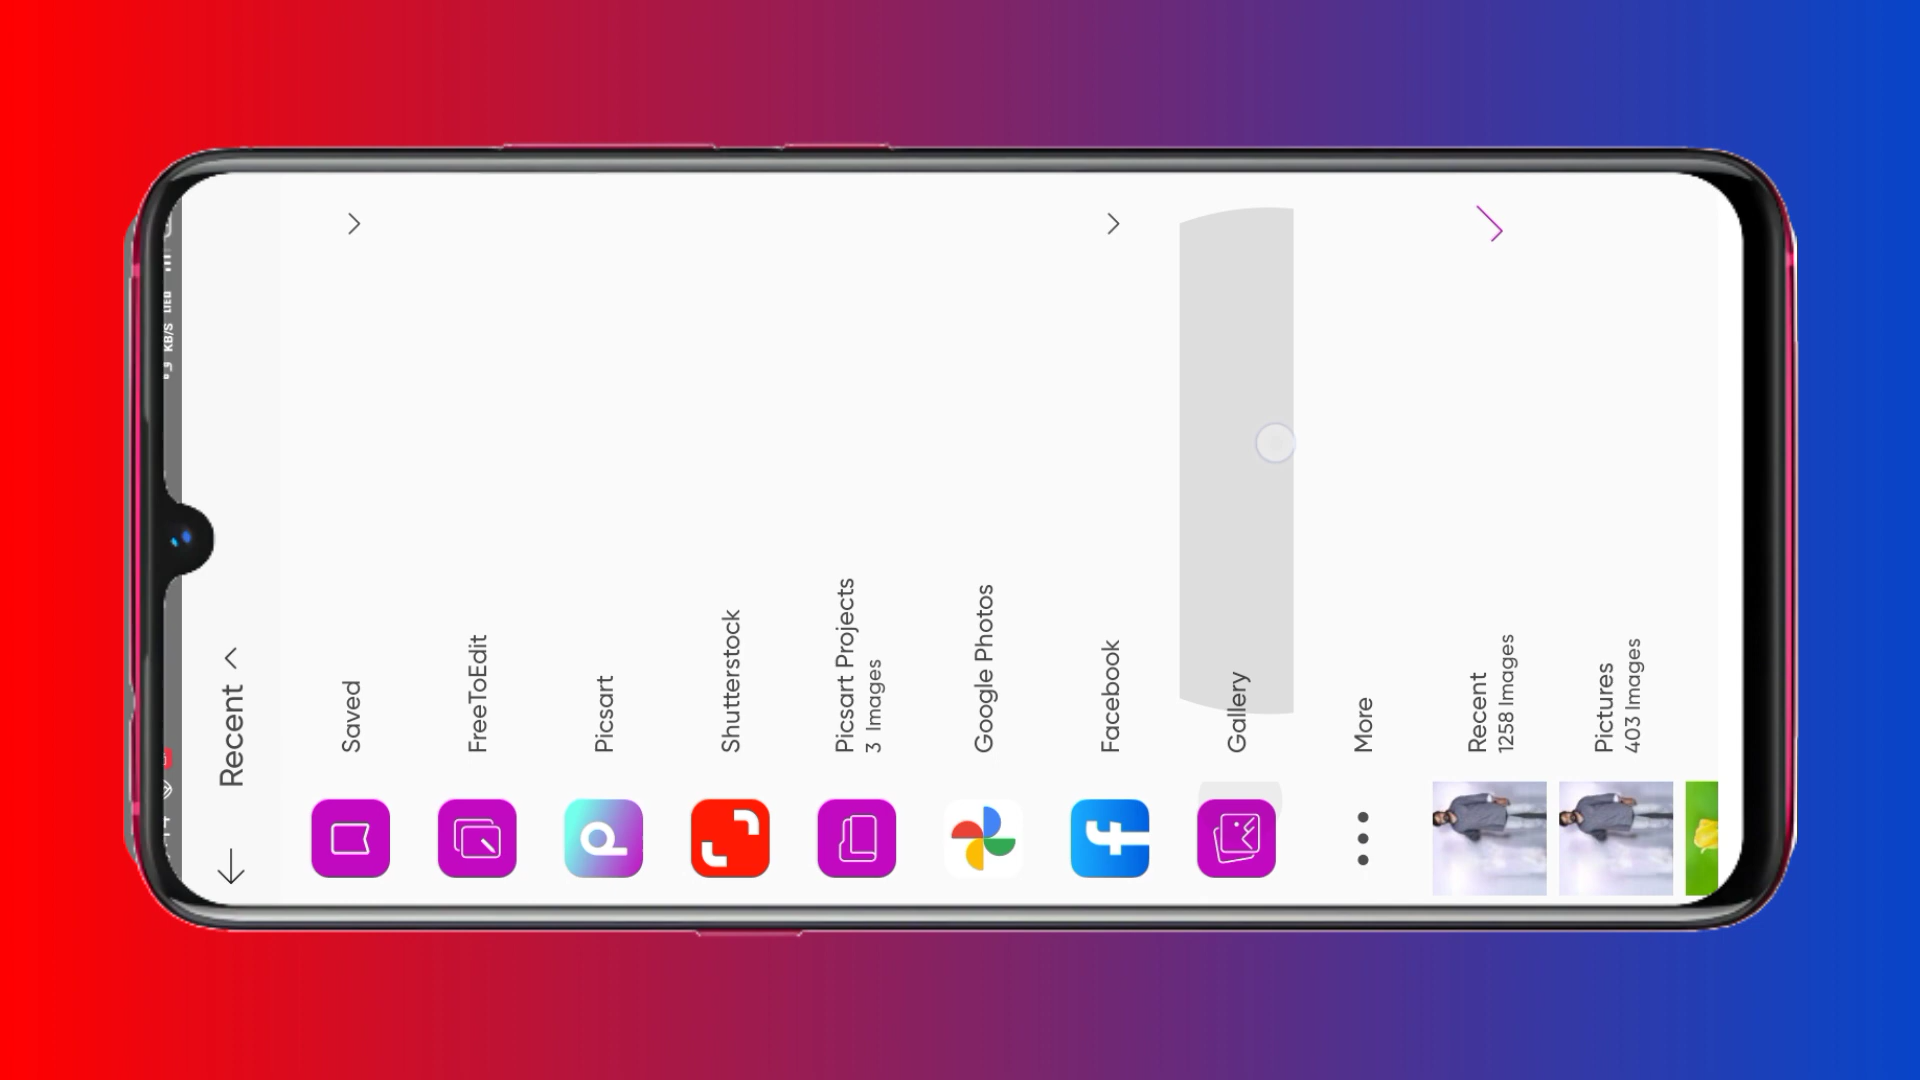 KB/S
Recent
Saved
FreeToEdit
Picsart
Shutterstock
Picsart Projects
3 Images
Google Photos
Facebook
Gallery
More
Recent
1258 Images
Pictures
403 Images